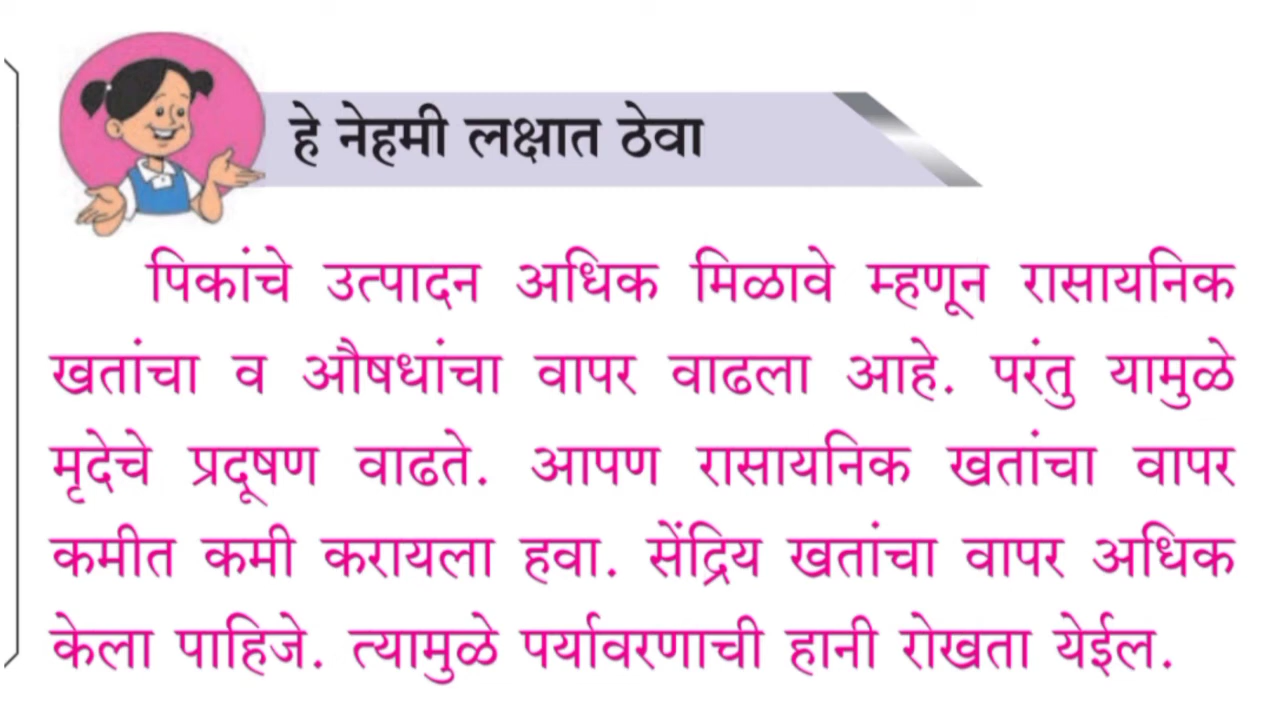 हे नेहमी लक्षात ठेवा
पिकांचे उत्पादन अधिक मिळावे म्हणून रासायनिक
खतांचा व औषधांचा वापर वाढला आहे. परंतु यामुळे
मृदेचे प्रदूषण वाढते. आपण रासायनिक खतांचा वापर
कमीत कमी करायला हवा. सेंद्रिय खतांचा वापर अधिक
केला पाहिजे. त्यामुळे पर्यावरणाची हानी रोखता येईल.